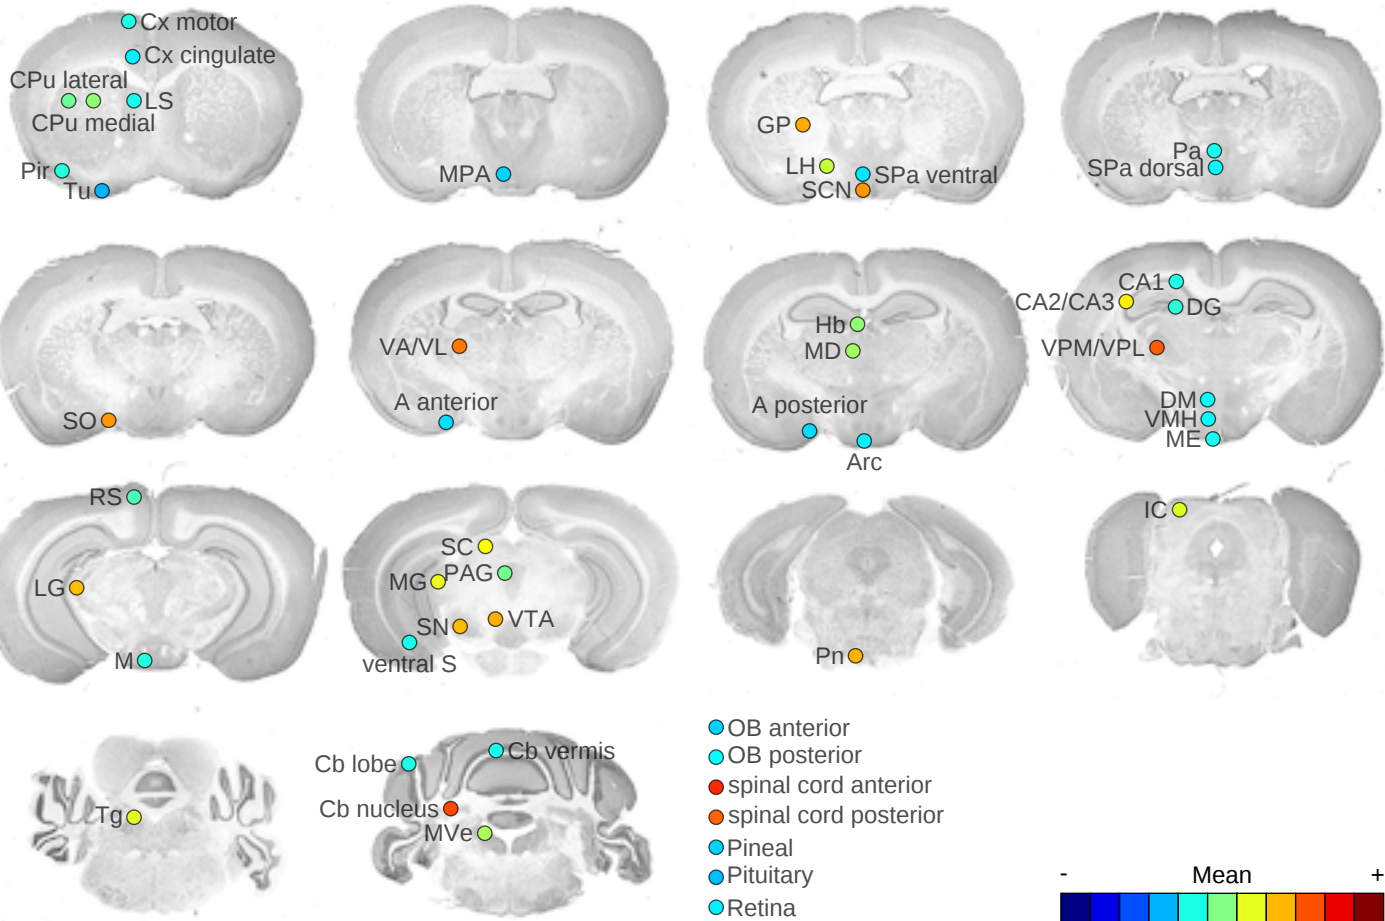 Cx motor
Cx cingulate
CPu lateral
LS
CPu medial
Pir
Tu
MPA
GP
LH
SPa ventral
SCN
Pa
SPa dorsal
SO
VA/VL
A anterior
Hb
MD
A posterior
Arc
CA1
CA2/CA3
DG
VPM/VPL
DM
VMH
ME
RS
LG
M
SC
PAG
MG
SN
VTA
ventral S
Pn
IC
Tg
Cb lobe
Cb vermis
Cb nucleus
MVe
OB anterior
OB posterior
spinal cord anterior
spinal cord posterior
Pineal
Pituitary
Retina
- Mean +